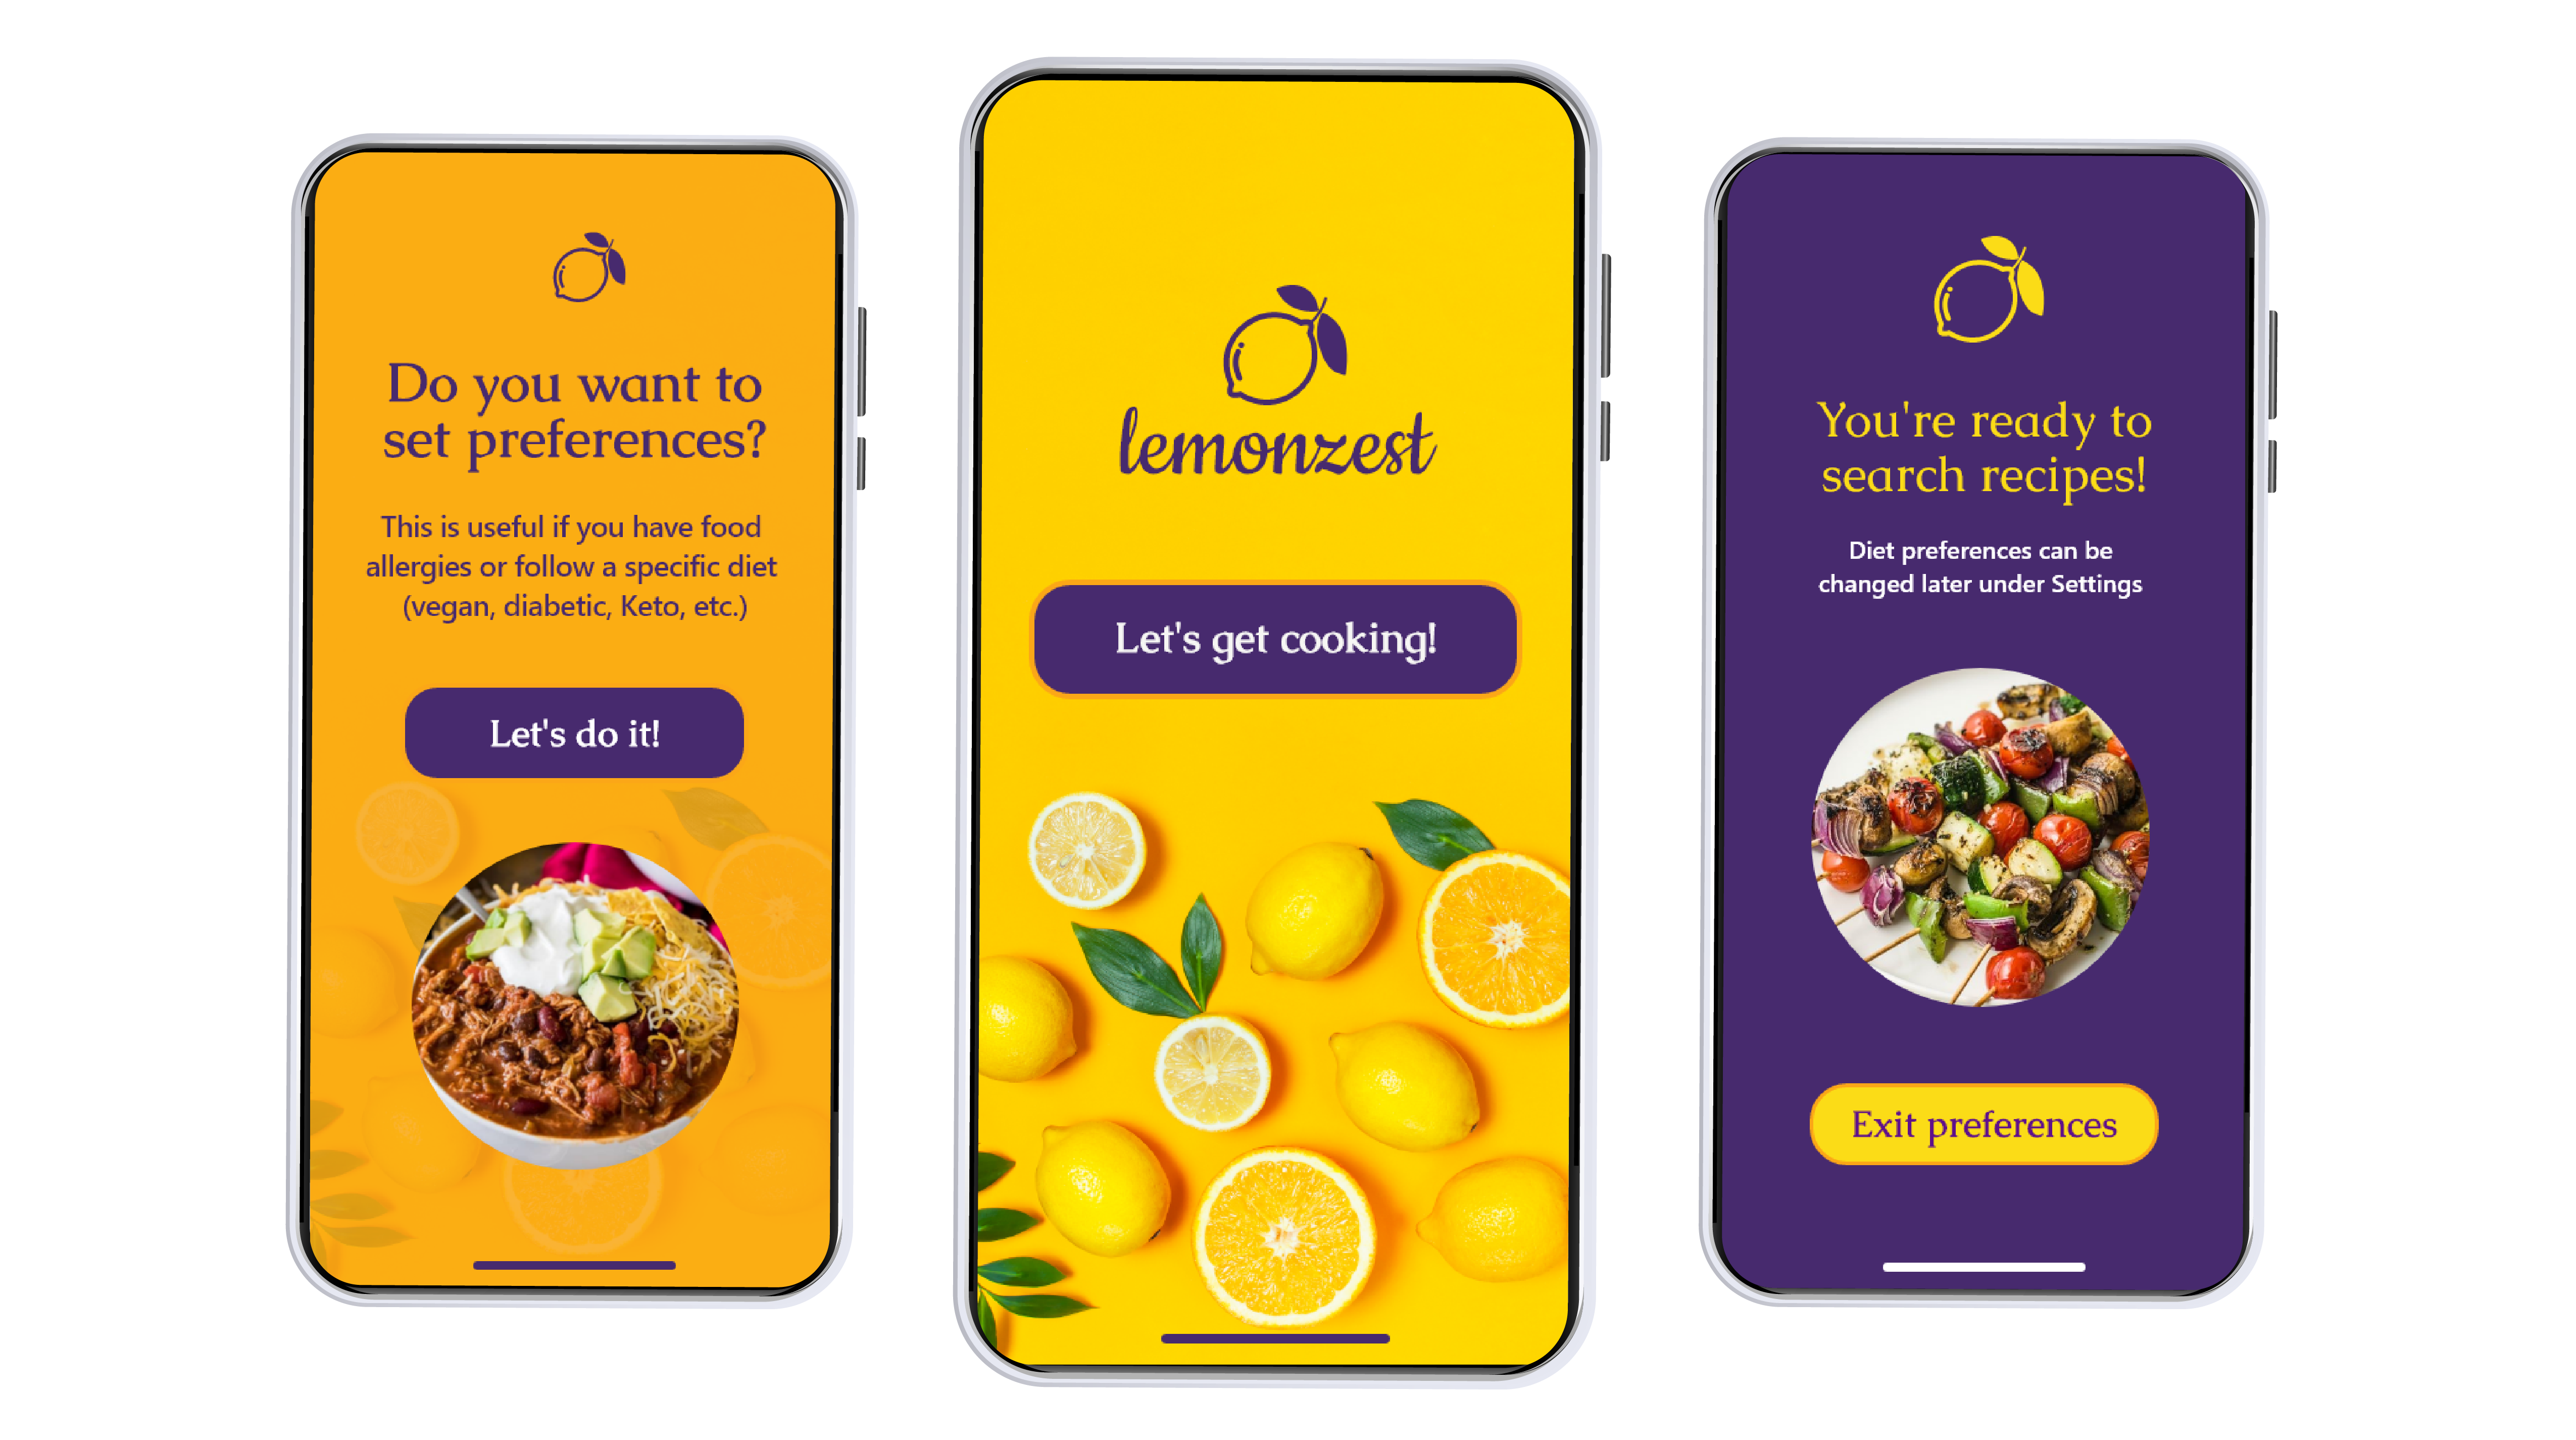 Do you want to
set preferences?
This is useful if you have food
allergies or follow a specific diet
(vegan, diabetic, Keto, etc.)
Let's do it!
lemonzest
Let's get cooking!
You're ready to
search recipes!
Diet preferences can be
changed later under Settings
Exit preferences